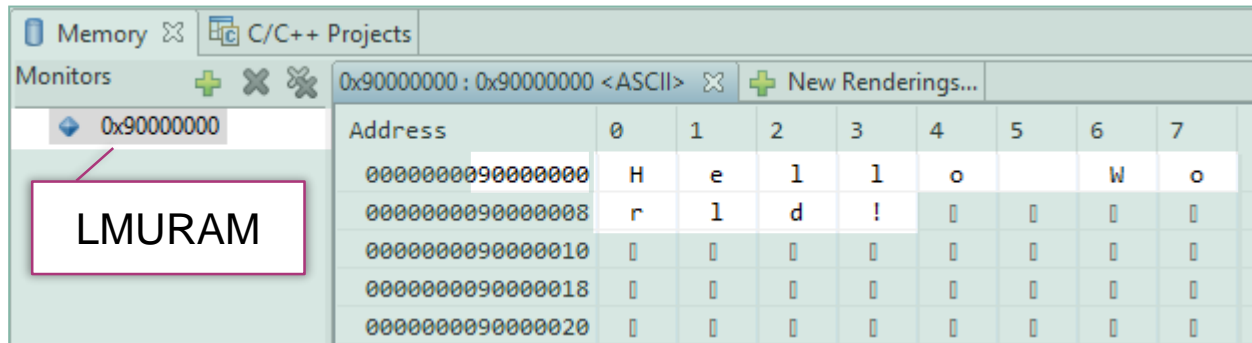 Memory C/C++ Projects
Monitors 0x90000000 : 0x90000000 <ASCII> New Renderings...
0x90000000 Address 0 1 2 3 4 5 6 7
0000000090000000 H e l l o W o
LMURAM 0000000090000008 r l d ! ▯ ▯ ▯ ▯
0000000090000010 ▯ ▯ ▯ ▯ ▯ ▯ ▯ ▯
0000000090000018 ▯ ▯ ▯ ▯ ▯ ▯ ▯ ▯
0000000090000020 ▯ ▯ ▯ ▯ ▯ ▯ ▯ ▯